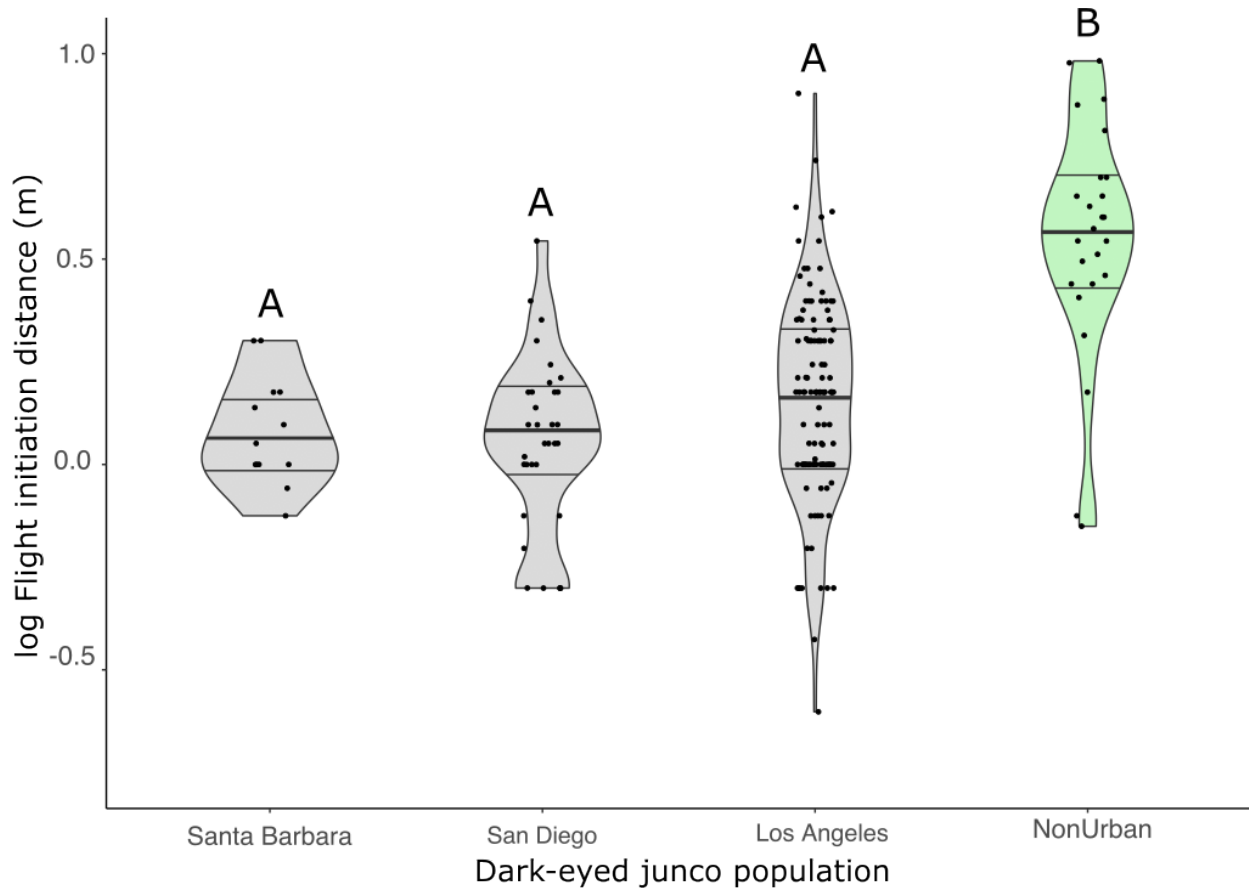 B
A
A
A
1.0
0.5
0.0
-0.5
log Flight initiation distance (m)
Santa Barbara
San Diego
Los Angeles
NonUrban
Dark-eyed junco population